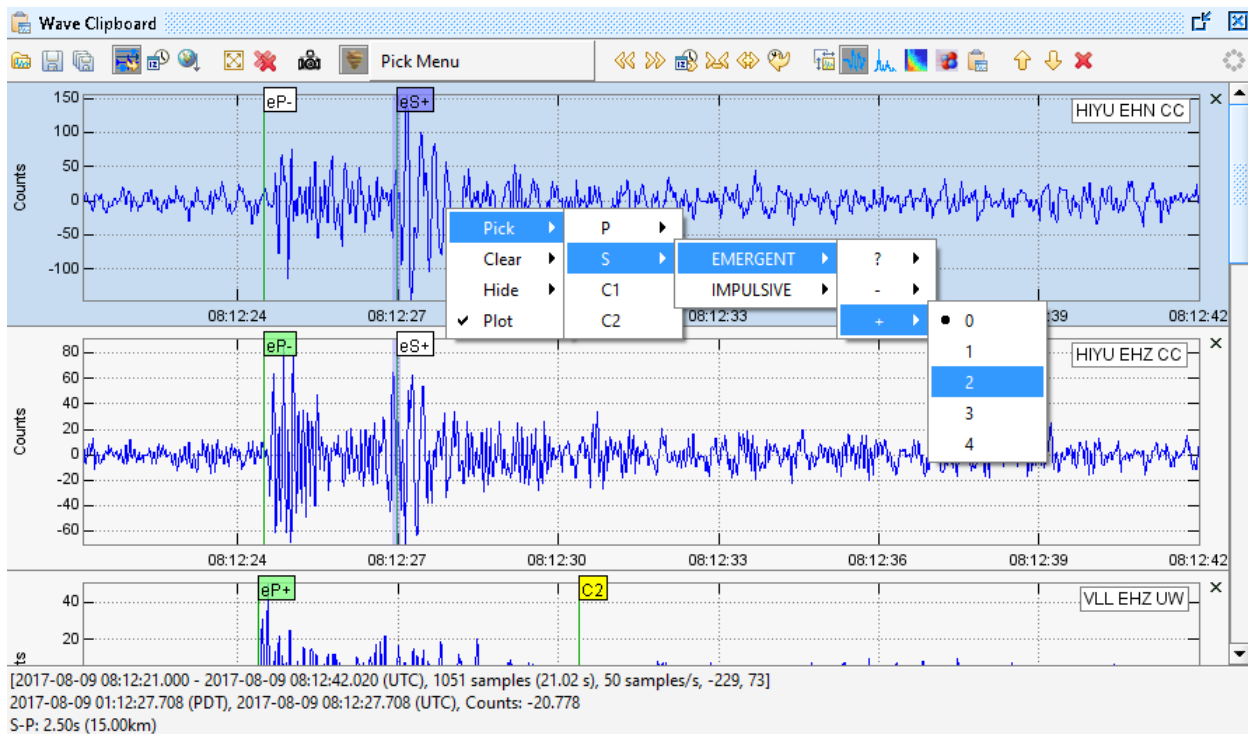 Wave Clipboard
Pick Menu
150
100
50
0
-50
-100
Counts
eP-
eS+
HIYU EHN CC
08:12:24
08:12:27
08:12:33
:39
08:12:42
Pick
Clear
Hide
Plot
P
S
C1
C2
EMERGENT
IMPULSIVE
?
-
+
0
1
2
3
4
80
60
40
20
0
-20
-40
-60
Counts
eP-
eS+
HIYU EHZ CC
08:12:24
08:12:27
08:12:30
08:12:33
08:12:36
08:12:39
08:12:42
40
20
ts
eP+
C2
VLL EHZ UW
[2017-08-09 08:12:21.000 - 2017-08-09 08:12:42.020 (UTC), 1051 samples (21.02 s), 50 samples/s, -229, 73]
2017-08-09 01:12:27.708 (PDT), 2017-08-09 08:12:27.708 (UTC), Counts: -20.778
S-P: 2.50s (15.00km)